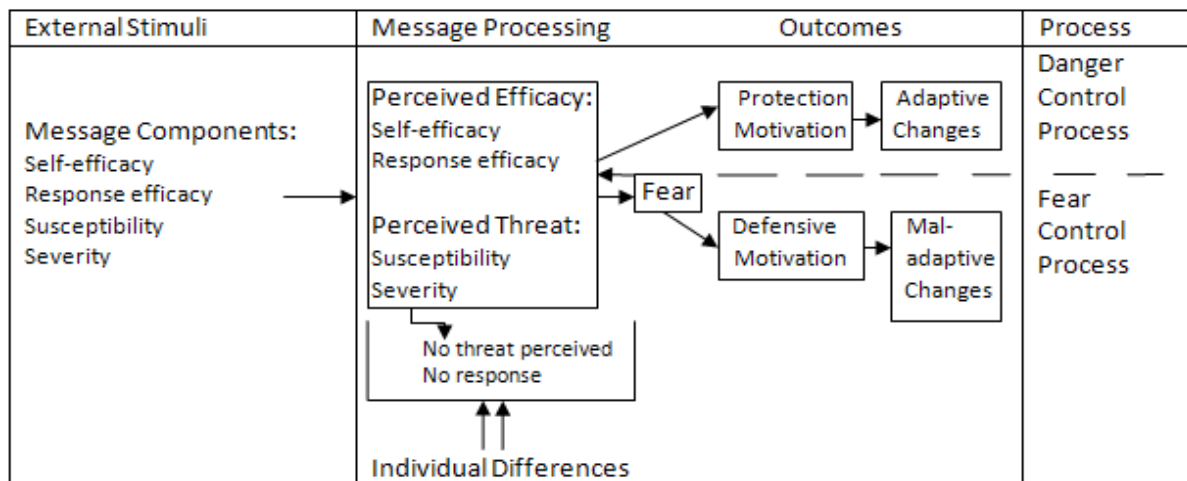 External Stimuli
Message Processing
Outcomes
Process
Message Components:
Self-efficacy
Response efficacy
Susceptibility
Severity
Perceived Efficacy:
Self-efficacy
Response efficacy
Perceived Threat:
Susceptibility
Severity
No threat perceived
No response
Individual Differences
Protection
Motivation
Adaptive
Changes
Fear
Defensive
Motivation
Mal-
adaptive
Changes
Danger
Control
Process
Fear
Control
Process